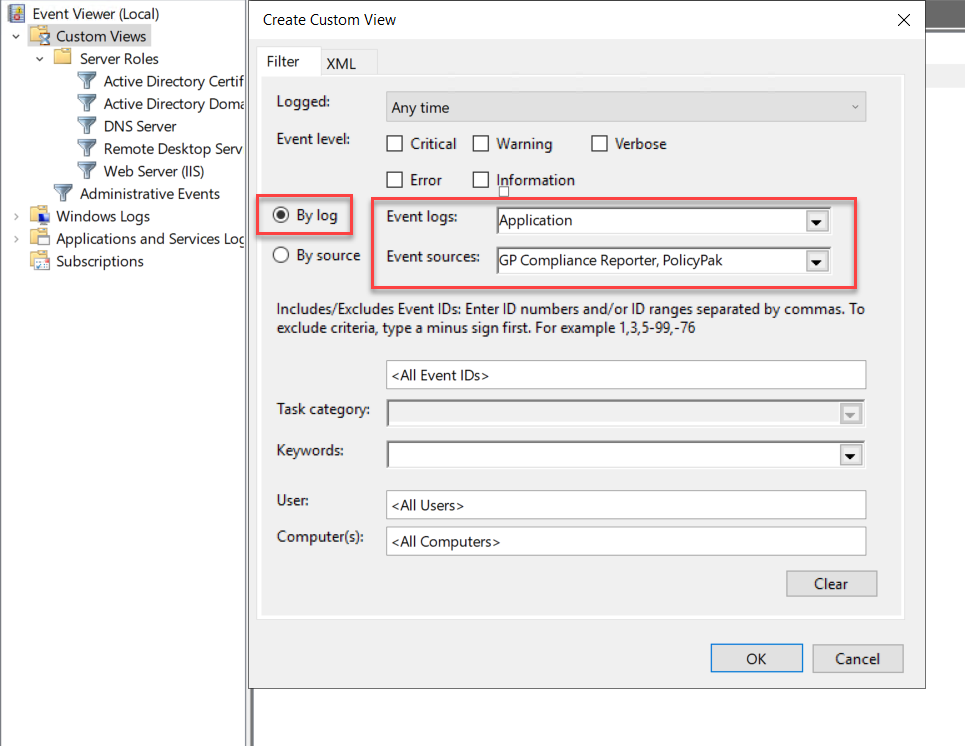 Event Viewer (Local)
Custom Views
Server Roles
Active Directory Certif
Active Directory Doma
DNS Server
Remote Desktop Serv
Web Server (IIS)
Administrative Events
Windows Logs
Applications and Services Log
Subscriptions
Create Custom View
Filter
XML
Logged:
Any time
Event level:
Critical
Warning
Verbose
Error
Information
By log
Event logs:
Application
By source
Event sources:
GP Compliance Reporter, PolicyPak
Includes/Excludes Event IDs: Enter ID numbers and/or ID ranges separated by commas. To
exclude criteria, type a minus sign first. For example 1,3,5-99,-76
<All Event IDs>
Task category:
Keywords:
User:
<All Users>
Computer(s):
<All Computers>
Clear
OK
Cancel